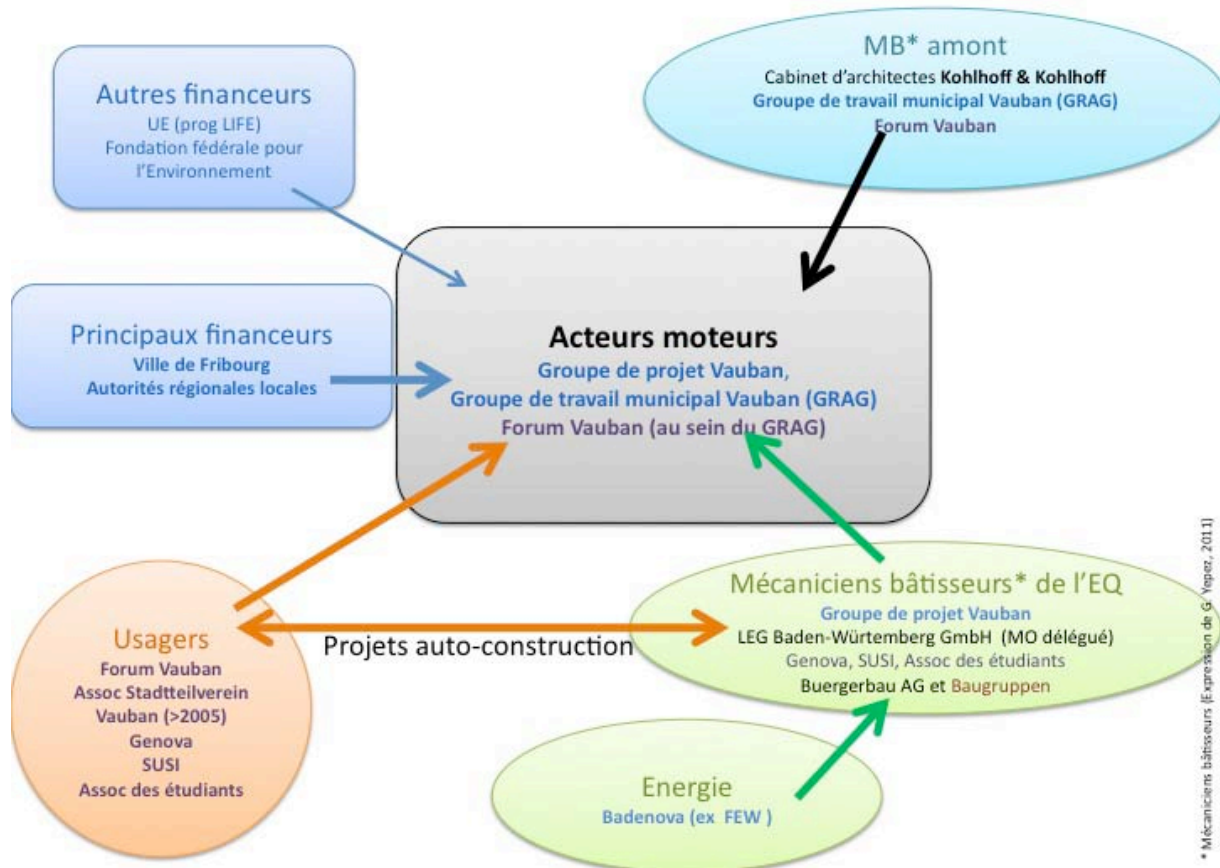 Autres financeurs
UE (prog LIFE)
Fondation fédérale pour
l'Environnement
MB* amont
Cabinet d'architectes Kohlhoff & Kohlhoff
Groupe de travail municipal Vauban (GRAG)
Forum Vauban
Principaux financeurs
Ville de Fribourg
Autorités régionales locales
Acteurs moteurs
Groupe de projet Vauban,
Groupe de travail municipal Vauban (GRAG)
Forum Vauban (au sein du GRAG)
Usagers
Forum Vauban
Assoc Stadtteilverein
Vauban (>2005)
Genova
SUSI
Assoc des étudiants
Projets auto-construction
Mécaniciens bâtisseurs* de l'EQ
Groupe de projet Vauban
LEG Baden-Würtemberg GmbH (MO délégué)
Genova, SUSI, Assoc des étudiants
Buergerbau AG et Baugruppen
Energie
Badenova (ex FEW )
* Mécaniciens bâtisseurs (Expression de G. Yepez, 2011)